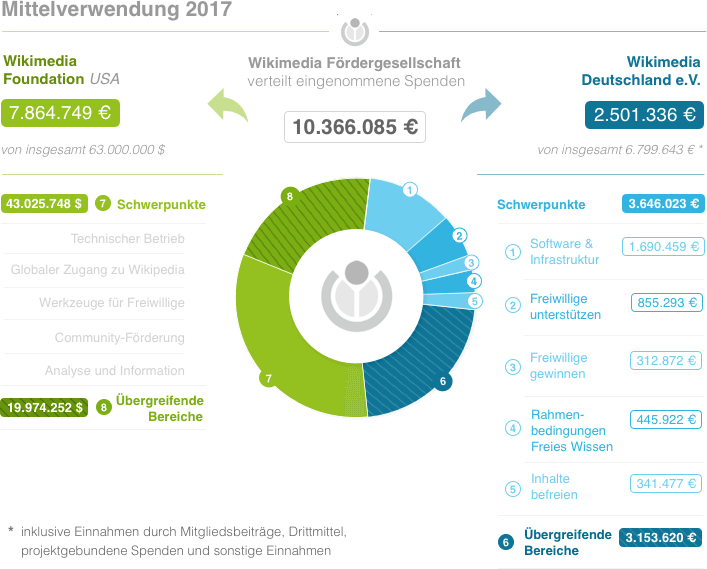 Mittelverwendung 2017
Wikimedia
Foundation USA
7.864.749 €
von insgesamt 63.000.000 $
Wikimedia Fördergesellschaft
verteilt eingenommene Spenden
10.366.085 €
Wikimedia
Deutschland e.V.
2.501.336 €
von insgesamt 6.799.643 € *
43.025.748 $ 7 Schwerpunkte
Technischer Betrieb
Globaler Zugang zu Wikipedia
Werkzeuge für Freiwillige
Community-Förderung
Analyse und Information
19.974.252 $ 8 Übergreifende
Bereiche
8
1
2
3
4
5
6
7
Schwerpunkte 3.646.023 €
1 Software &
Infrastruktur
1.690.459 €
2 Freiwillige
unterstützen
855.293 €
3 Freiwillige
gewinnen
312.872 €
4 Rahmen-
bedingungen
Freies Wissen
445.922 €
5 Inhalte
befreien
341.477 €
6 Übergreifende
Bereiche
3.153.620 €
* inklusive Einnahmen durch Mitgliedsbeiträge, Drittmittel,
projektgebundene Spenden und sonstige Einnahmen